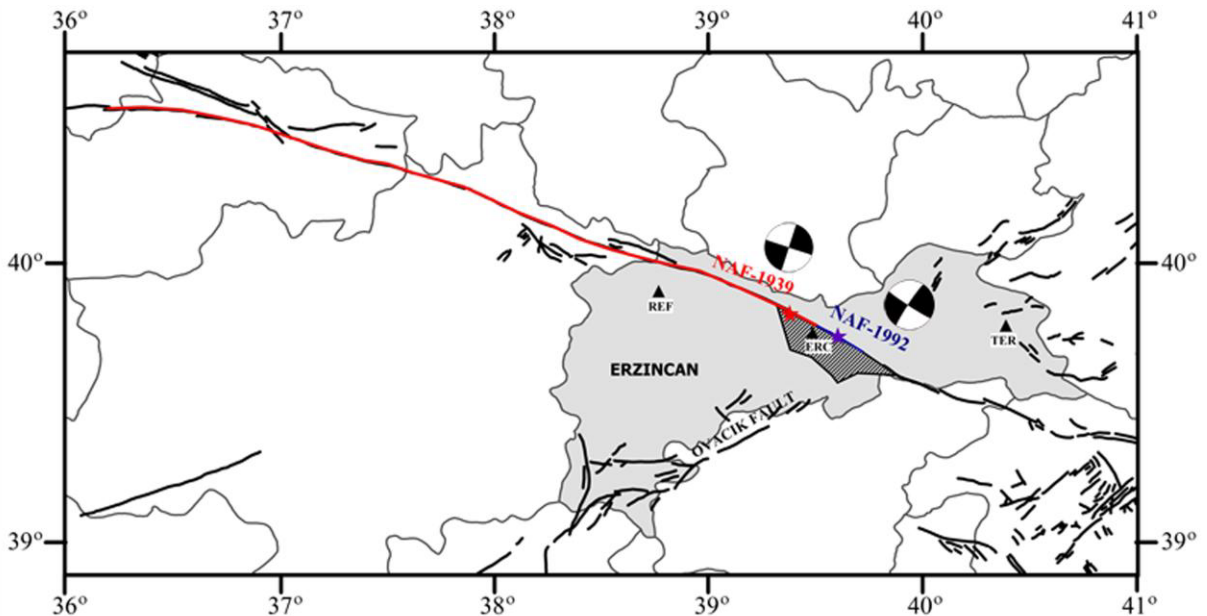 36° 37° 38° 39° 40° 41°
40° 40°
NAF-1939
REF
NAF-1992
ERC
TER
ERZINCAN
OVACIK FAULT
39° 39°
36° 37° 38° 39° 40° 41°